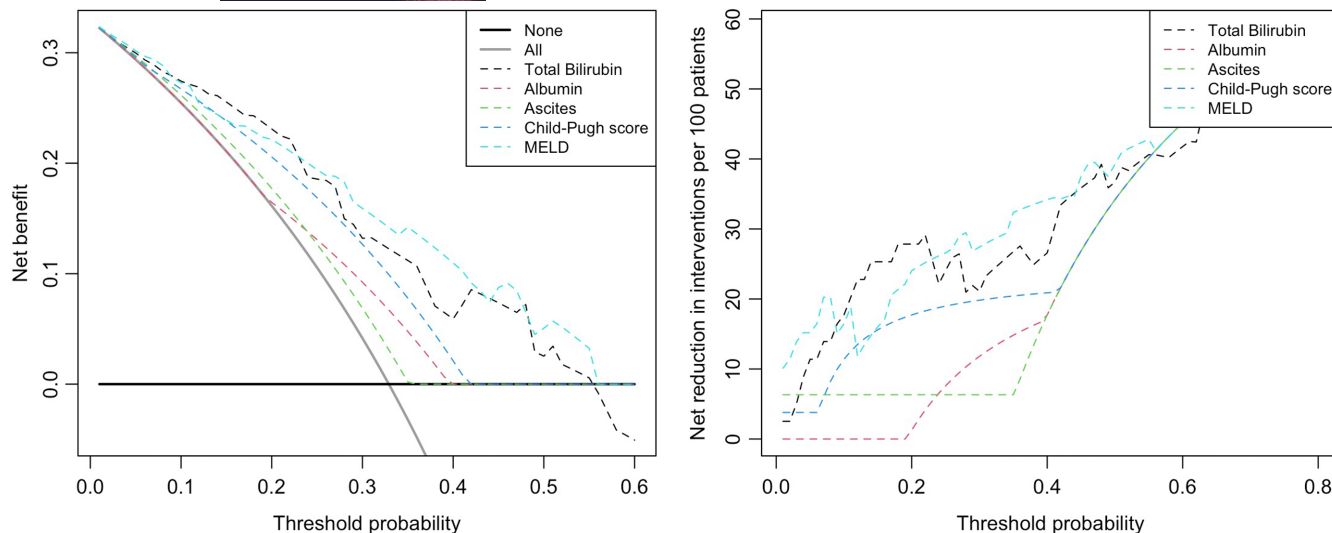 None
All
Total Bilirubin
Albumin
Ascites
Child-Pugh score
MELD
Net benefit
0.3
0.2
0.1
0.0
0.0 0.1 0.2 0.3 0.4 0.5 0.6
Threshold probability
Total Bilirubin
Albumin
Ascites
Child-Pugh score
MELD
Net reduction in interventions per 100 patients
60
50
40
30
20
10
0
0.0 0.2 0.4 0.6 0.8
Threshold probability